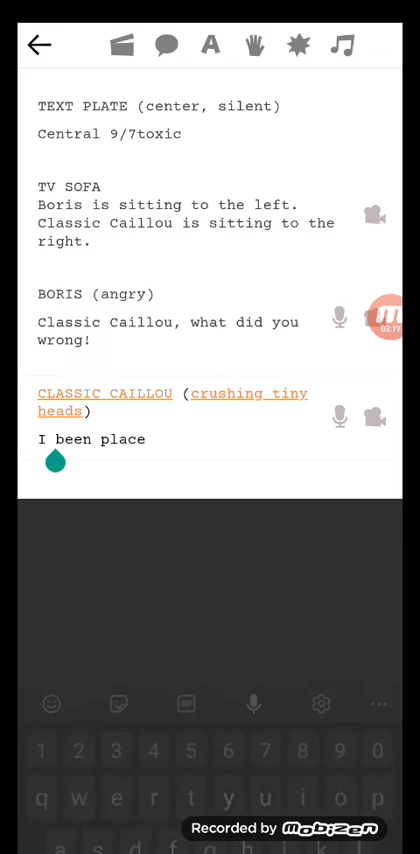 TEXT PLATE (center, silent)
Central 9/7toxic
TV SOFA
Boris is sitting to the left.
Classic Caillou is sitting to the
right.
BORIS (angry)
Classic Caillou, what did you
wrong!
03:19
CLASSIC CAILLOU (crushing tiny
heads)
I been place
GIF
1 2 3 4 5 6 7 8 9 0
q w e r t y u i o p
Recorded by mobizen
a s d f g h j k l